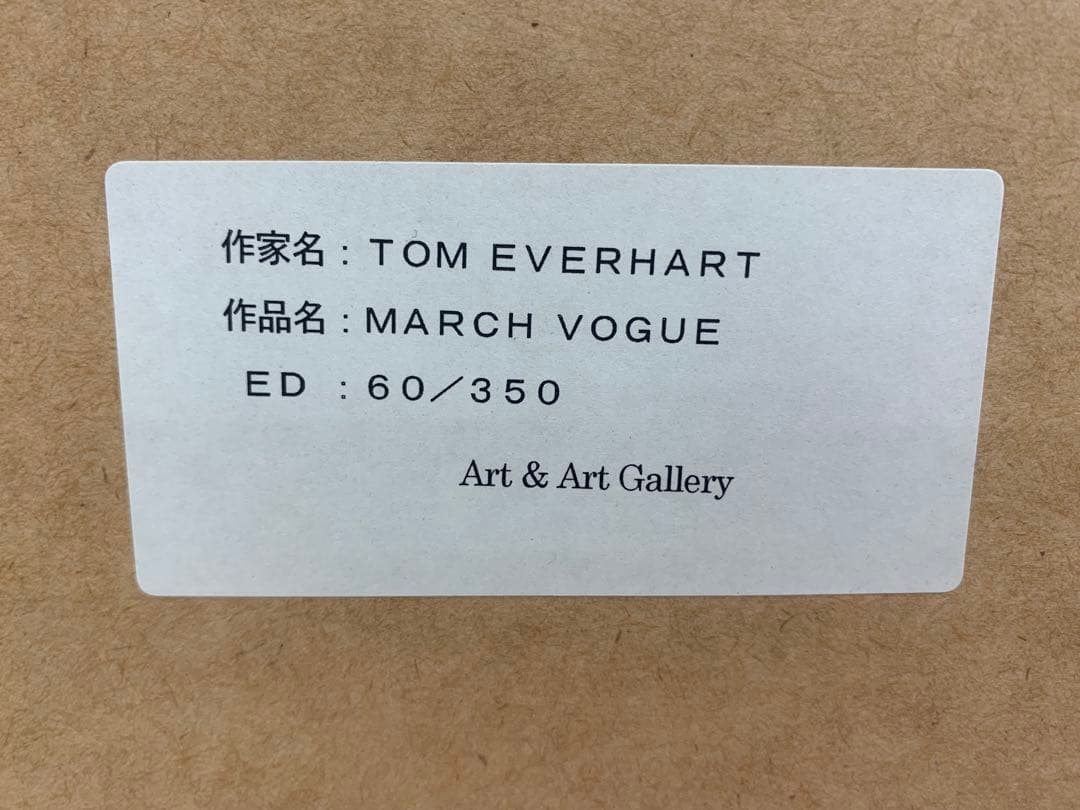 作家名：TOM EVERHART
作品名：MARCH VOGUE
ED：60／350
Art & Art Gallery